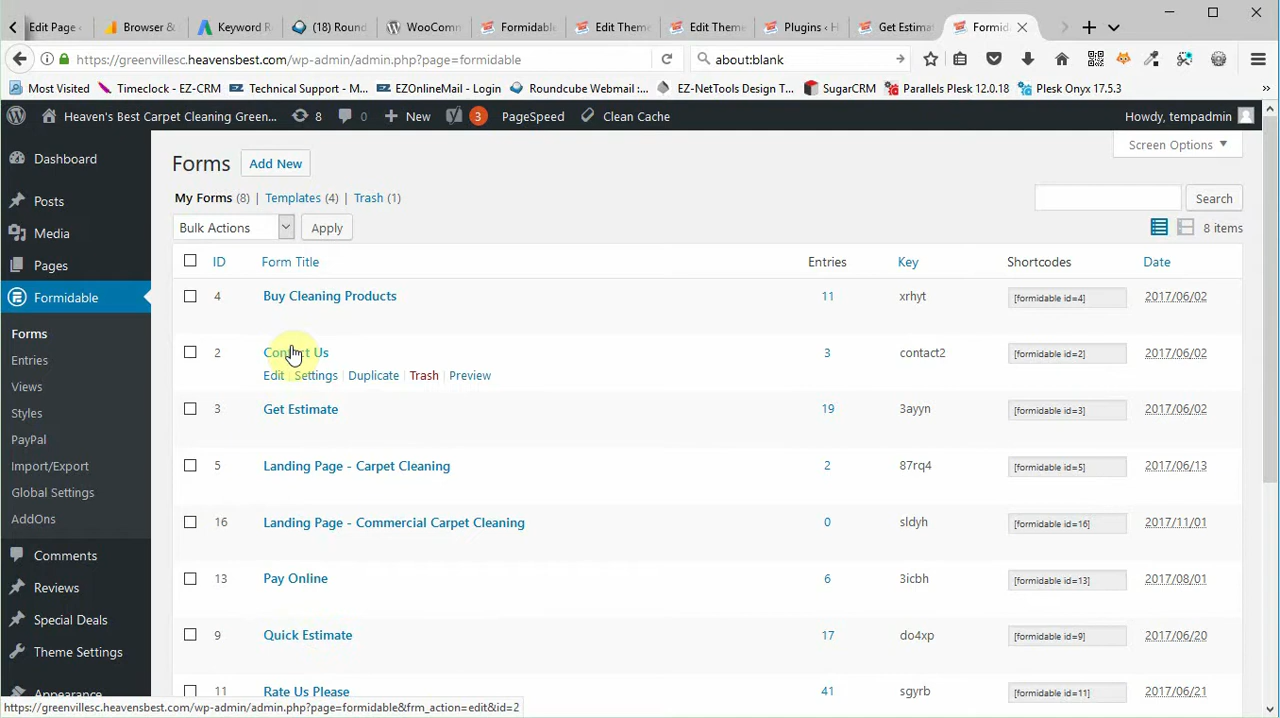 Edit Page
Browser &
Keyword R
(18) Round
WooComm
Formidable
Edit Theme
Edit Theme
Plugins ‹ H
Get Estima
Formid
https://greenvillesc.heavensbest.com/wp-admin/admin.php?page=formidable
about:blank
Most Visited
Timeclock - EZ-CRM
Technical Support - M...
EZOnlineMail - Login
Roundcube Webmail :...
EZ-NetTools Design T...
SugarCRM
Parallels Plesk 12.0.18
Plesk Onyx 17.5.3
Heaven's Best Carpet Cleaning Green...
8
0
New
3
PageSpeed
Clean Cache
Howdy, tempadmin
Dashboard
Posts
Media
Pages
Formidable
Forms
Entries
Views
Styles
PayPal
Import/Export
Global Settings
AddOns
Comments
Reviews
Special Deals
Theme Settings
Appearance
Screen Options
Forms
Add New
My Forms (8) | Templates (4) | Trash (1)
Search
Bulk Actions
Apply
8 items
ID Form Title Entries Key Shortcodes Date
4 Buy Cleaning Products 11 xrhyt [formidable id=4] 2017/06/02
2 Contact Us 3 contact2 [formidable id=2] 2017/06/02
Edit | Settings | Duplicate | Trash | Preview
3 Get Estimate 19 3ayyn [formidable id=3] 2017/06/02
5 Landing Page - Carpet Cleaning 2 87rq4 [formidable id=5] 2017/06/13
16 Landing Page - Commercial Carpet Cleaning 0 sldyh [formidable id=16] 2017/11/01
13 Pay Online 6 3icbh [formidable id=13] 2017/08/01
9 Quick Estimate 17 do4xp [formidable id=9] 2017/06/20
11 Rate Us Please 41 sgyrb [formidable id=11] 2017/06/21
https://greenvillesc.heavensbest.com/wp-admin/admin.php?page=formidable&frm_action=edit&id=2